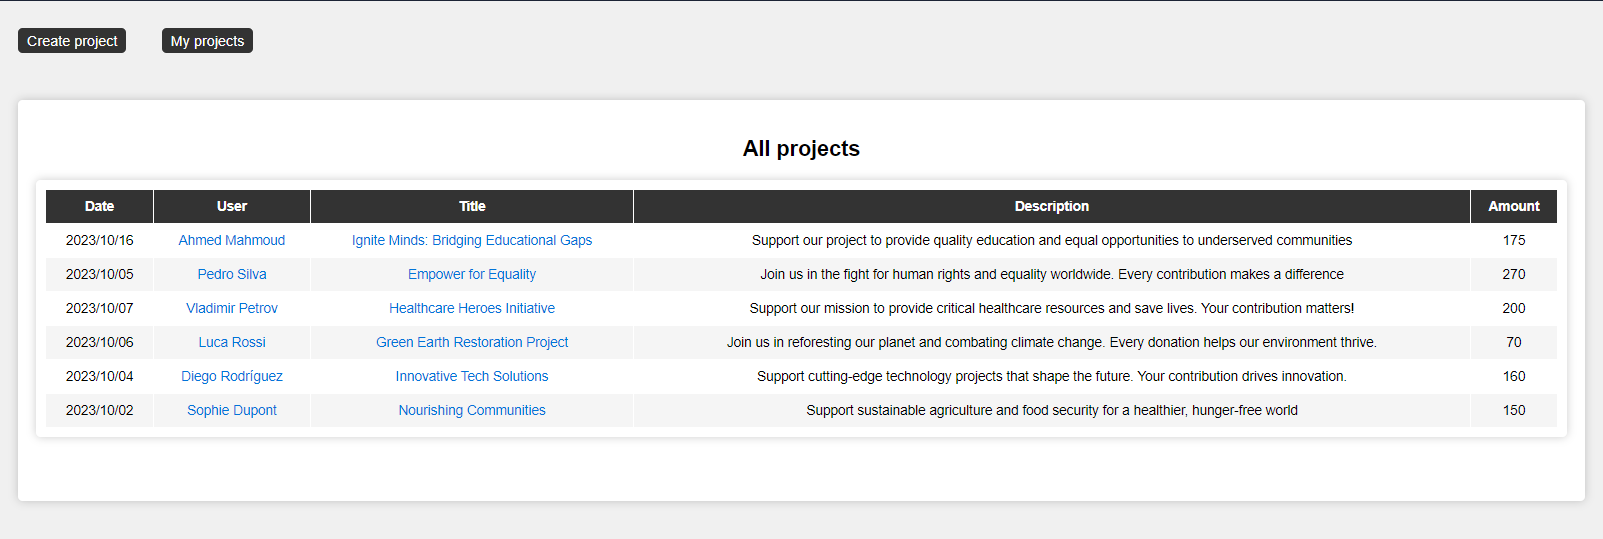 Create project My projects
All projects
Date User Title Description Amount
2023/10/16 Ahmed Mahmoud Ignite Minds: Bridging Educational Gaps Support our project to provide quality education and equal opportunities to underserved communities 175
2023/10/05 Pedro Silva Empower for Equality Join us in the fight for human rights and equality worldwide. Every contribution makes a difference 270
2023/10/07 Vladimir Petrov Healthcare Heroes Initiative Support our mission to provide critical healthcare resources and save lives. Your contribution matters! 200
2023/10/06 Luca Rossi Green Earth Restoration Project Join us in reforesting our planet and combating climate change. Every donation helps our environment thrive. 70
2023/10/04 Diego Rodríguez Innovative Tech Solutions Support cutting-edge technology projects that shape the future. Your contribution drives innovation. 160
2023/10/02 Sophie Dupont Nourishing Communities Support sustainable agriculture and food security for a healthier, hunger-free world 150